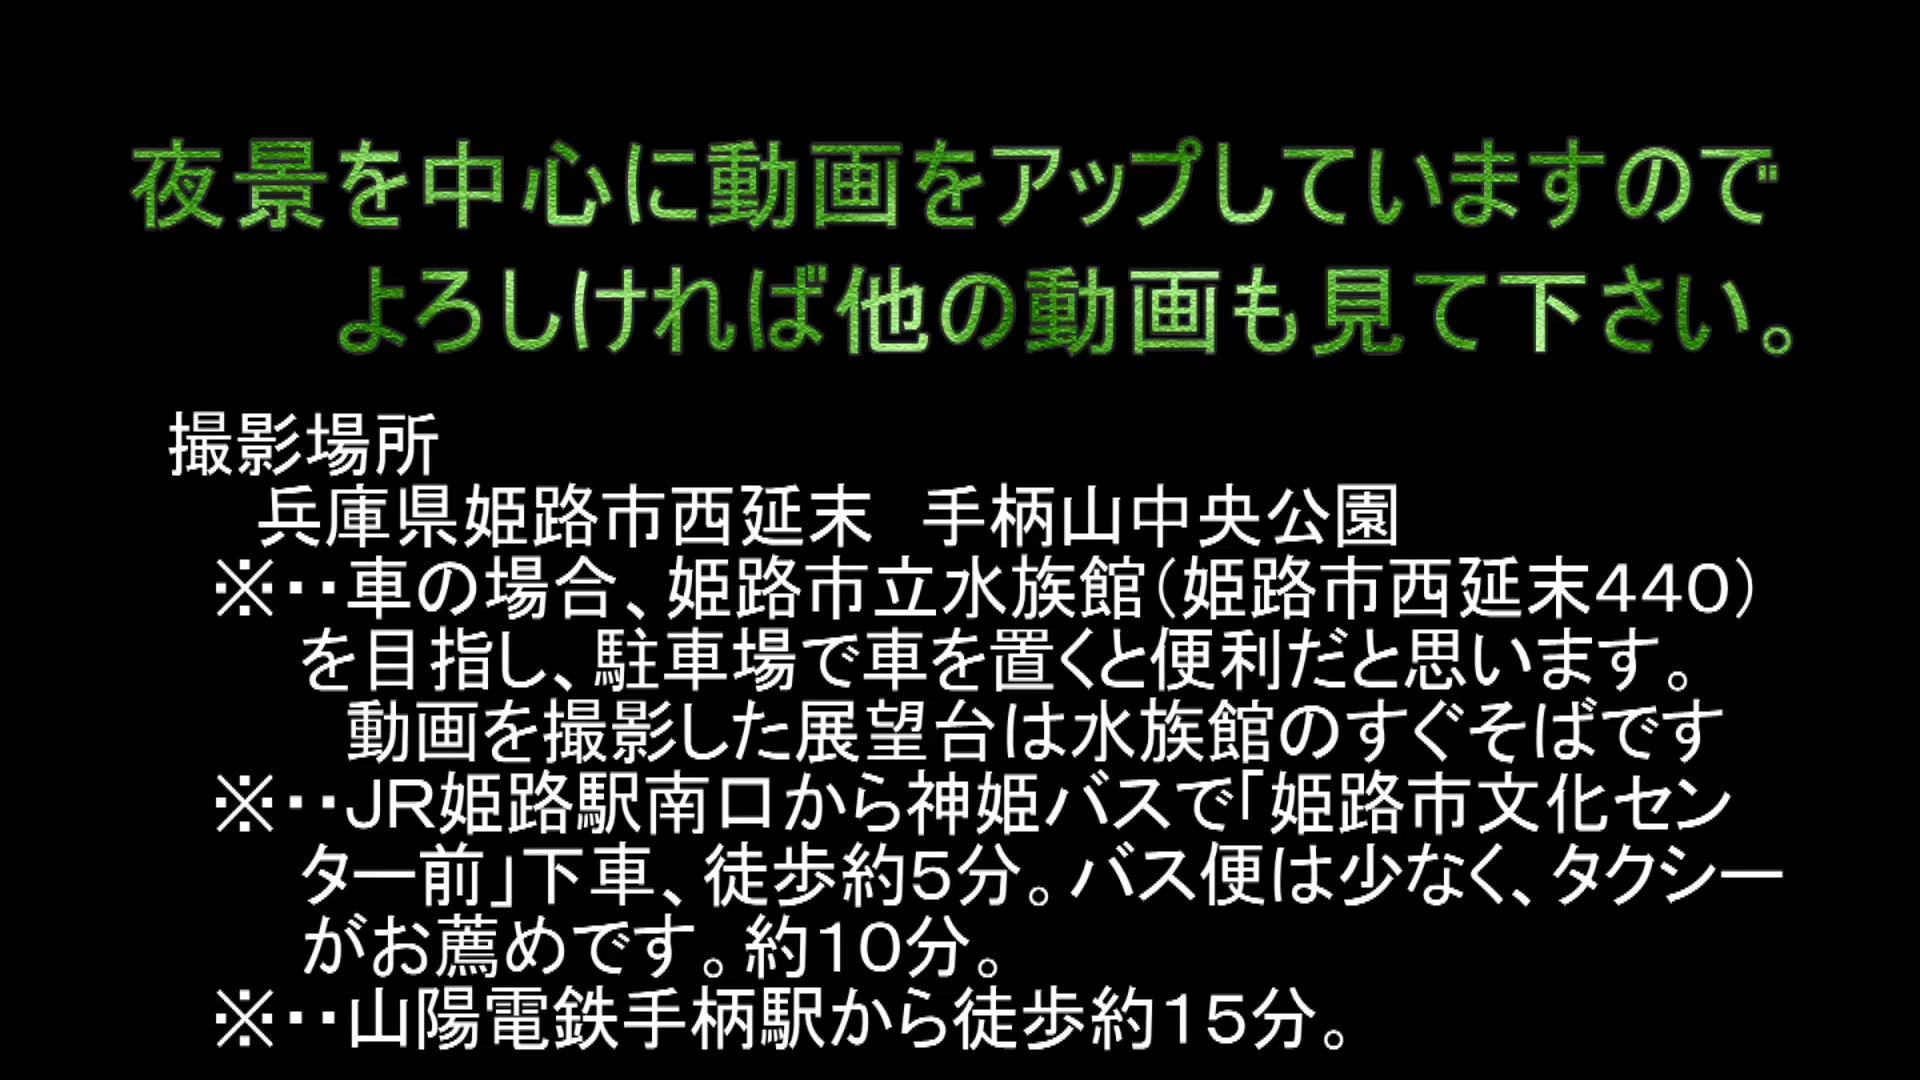 夜景を中心に動画をアップしていますので
よろしければ他の動画も見て下さい。
撮影場所
兵庫県姫路市西延末　手柄山中央公園
※・・車の場合、姫路市立水族館（姫路市西延末４４０）
を目指し、駐車場で車を置くと便利だと思います。
動画を撮影した展望台は水族館のすぐそばです
※・・ＪＲ姫路駅南口から神姫バスで「姫路市文化セン
ター前」下車、徒歩約５分。バス便は少なく、タクシー
がお薦めです。約１０分。
※・・山陽電鉄手柄駅から徒歩約１５分。